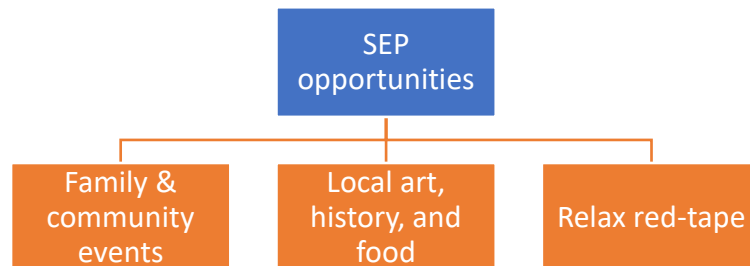 SEP
opportunities
Family &
community
events
Local art,
history, and
food
Relax red-tape